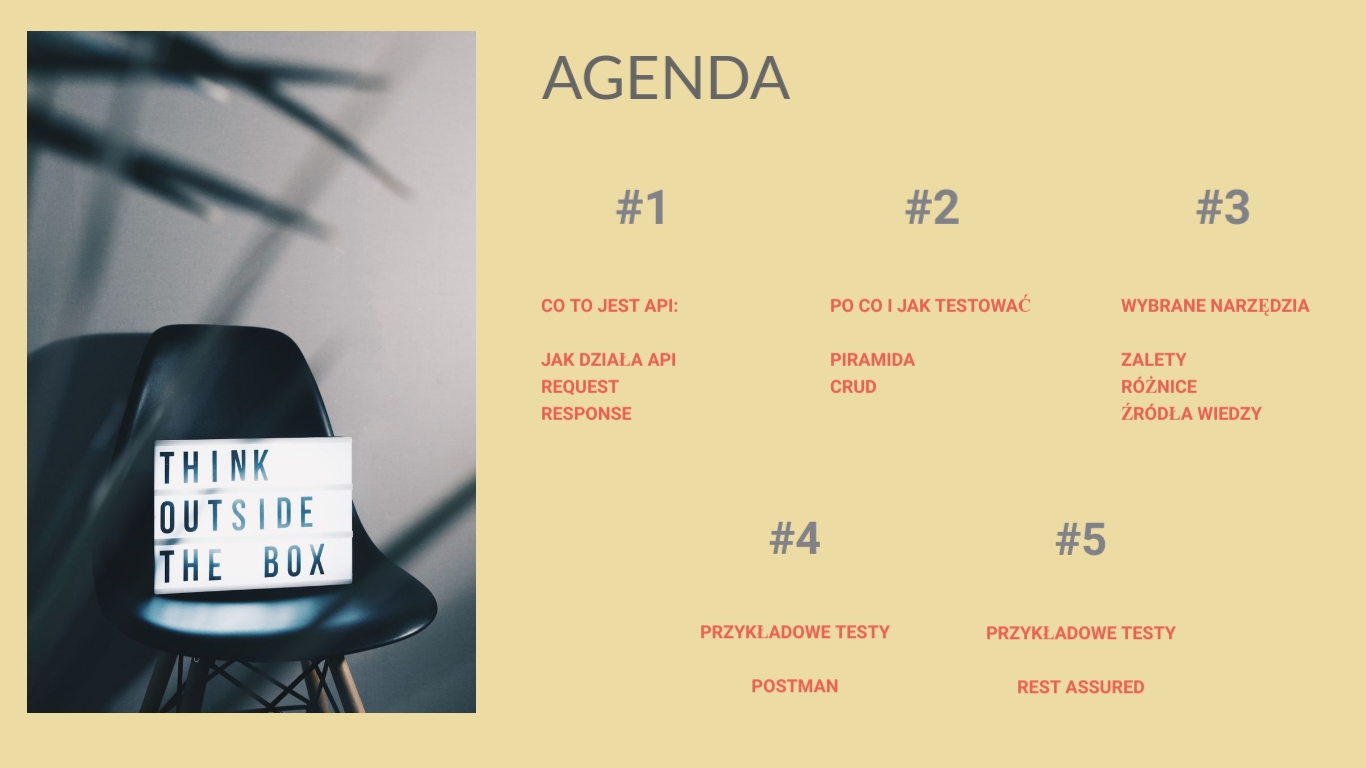 AGENDA
#1
CO TO JEST API:
JAK DZIAŁA API
REQUEST
RESPONSE
#2
PO CO I JAK TESTOWAĆ
PIRAMIDA
CRUD
#3
WYBRANE NARZĘDZIA
ZALETY
RÓŻNICE
ŹRÓDŁA WIEDZY
#4
PRZYKŁADOWE TESTY
POSTMAN
#5
PRZYKŁADOWE TESTY
REST ASSURED
THINK
OUTSIDE
THE BOX